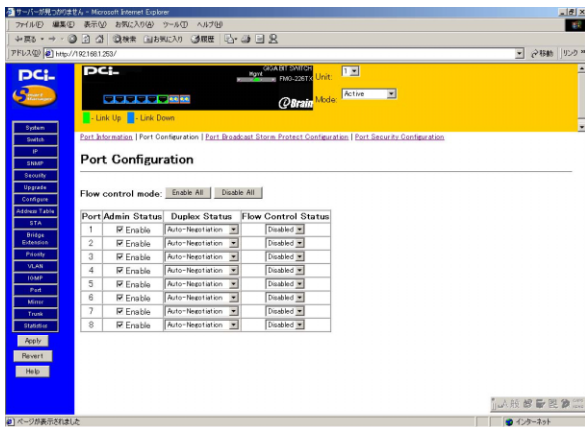 サーバーが見つかりません - Microsoft Internet Explorer
ファイル(F) 編集(E) 表示(V) お気に入り(A) ツール(T) ヘルプ(H)
戻る 検索 お気に入り 履歴
アドレス(D) http://192.168.1.253/ 移動 リンク
PCi
PCi
GIGABIT SWITCH
Mgmt
FMG-226TX
Brain
Unit: 1
Mode: Active
- Link Up - Link Down
System
Switch
IP
SNMP
Security
Upgrade
Configure
Address Table
STA
Bridge Extension
Priority
VLAN
IGMP
Port
Mirror
Trunk
Statistics
Apply
Revert
Help
Port Information | Port Configuration | Port Broadcast Storm Protect Configuration | Port Security Configuration
Port Configuration
Flow control mode: Enable All Disable All
Port Admin Status Duplex Status Flow Control Status
1 Enable Auto-Negotiation Disabled
2 Enable Auto-Negotiation Disabled
3 Enable Auto-Negotiation Disabled
4 Enable Auto-Negotiation Disabled
5 Enable Auto-Negotiation Disabled
6 Enable Auto-Negotiation Disabled
7 Enable Auto-Negotiation Disabled
8 Enable Auto-Negotiation Disabled
ページが表示されました インターネット